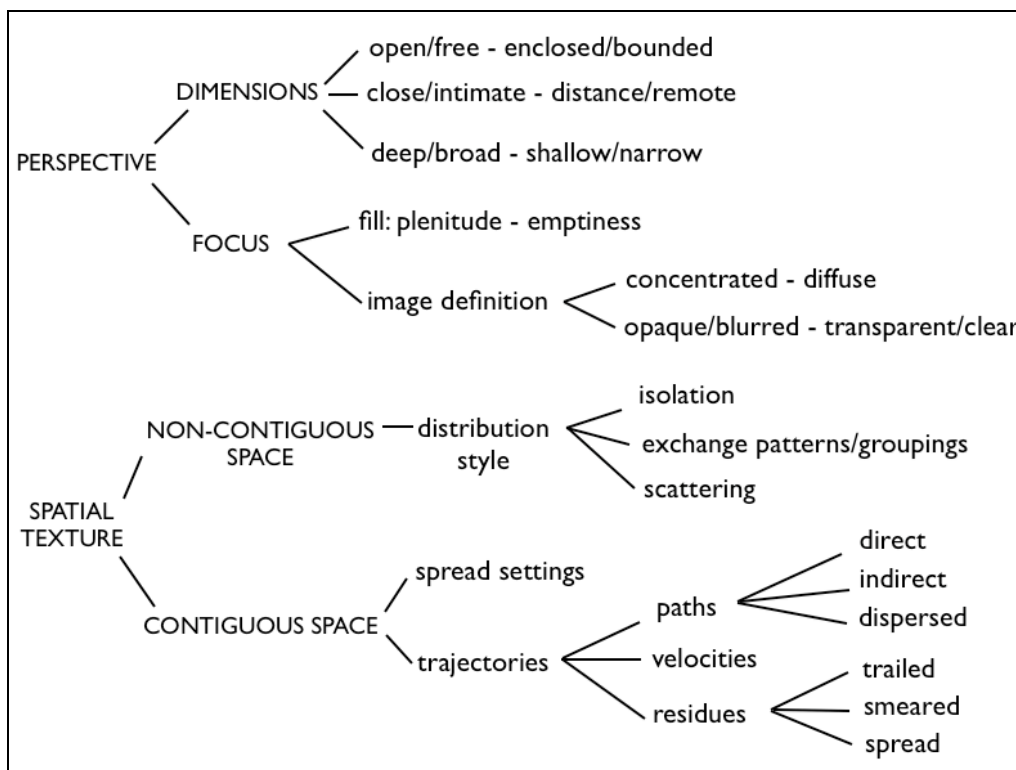 open/free - enclosed/bounded
DIMENSIONS
close/intimate - distance/remote
deep/broad - shallow/narrow
PERSPECTIVE
fill: plenitude - emptiness
FOCUS
image definition
concentrated - diffuse
opaque/blurred - transparent/clear
isolation
NON-CONTIGUOUS
SPACE
distribution
style
exchange patterns/groupings
scattering
SPATIAL
TEXTURE
spread settings
CONTIGUOUS SPACE
trajectories
paths
direct
indirect
dispersed
velocities
residues
trailed
smeared
spread